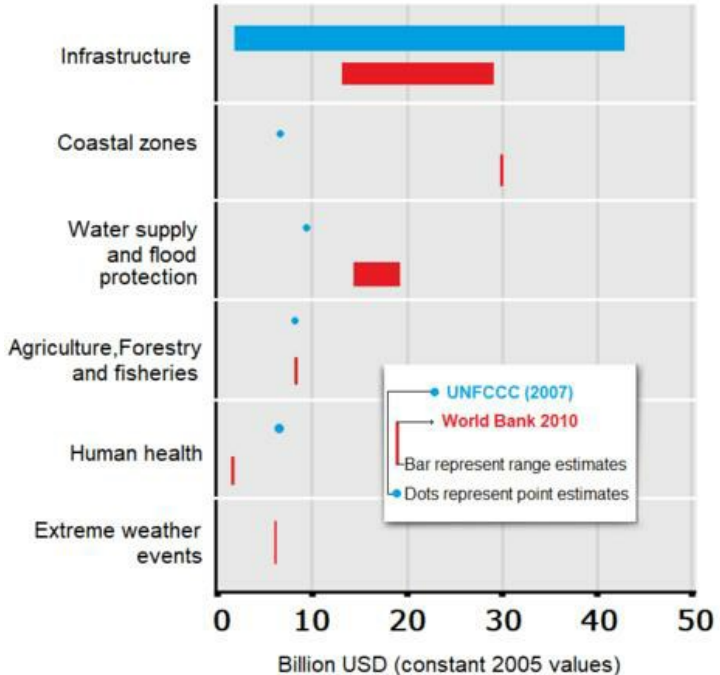 Infrastructure
Coastal zones
Water supply
and flood
protection
Agriculture,Forestry
and fisheries
Human health
Extreme weather
events
UNFCCC (2007)
World Bank 2010
Bar represent range estimates
Dots represent point estimates
0 10 20 30 40 50
Billion USD (constant 2005 values)